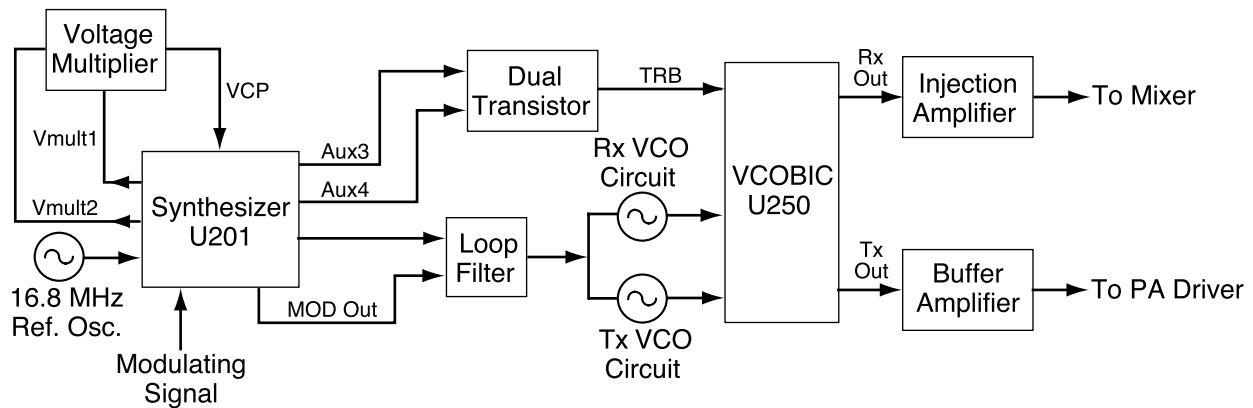 Voltage
Multiplier
VCP
Vmult1
Vmult2
16.8 MHz
Ref. Osc.
Synthesizer
U201
Modulating
Signal
Aux3
Aux4
MOD Out
Dual
Transistor
TRB
Loop
Filter
Rx VCO
Circuit
Tx VCO
Circuit
VCOBIC
U250
Rx
Out
Injection
Amplifier
To Mixer
Tx
Out
Buffer
Amplifier
To PA Driver